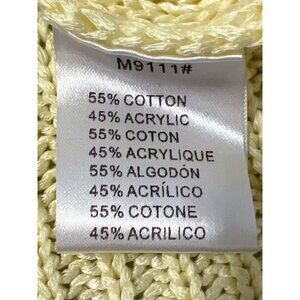 M9111#
55% COTTON
45% ACRYLIC
55% COTON
45% ACRYLIQUE
55% ALGODÓN
45% ACRÍLICO
55% COTONE
45% ACRILICO